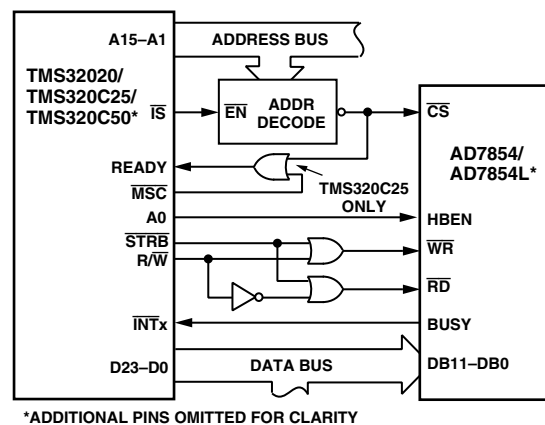 A15–A1
ADDRESS BUS
TMS32020/
TMS320C25/
TMS320C50*
IS
EN
ADDR
DECODE
CS
AD7854/
AD7854L*
READY
MSC
TMS320C25
ONLY
A0
HBEN
STRB
R/W
WR
RD
INTx
BUSY
D23–D0
DATA BUS
DB11–DB0
*ADDITIONAL PINS OMITTED FOR CLARITY